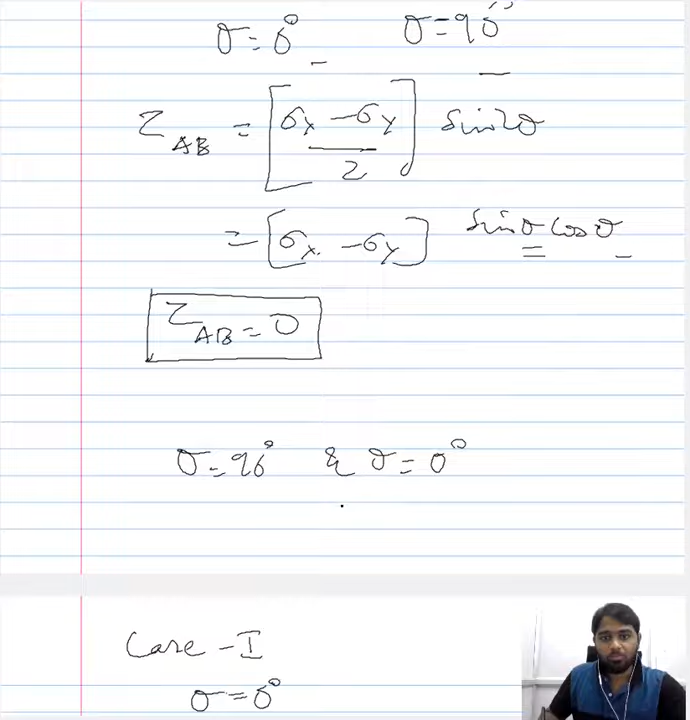 θ = 0° θ = 90°
τ_AB = [(σx − σy)/2] sin2θ
= [σx − σy] sinθ cosθ
τ_AB = 0
θ = 90° & θ = 0°
Case - I
θ = 0°